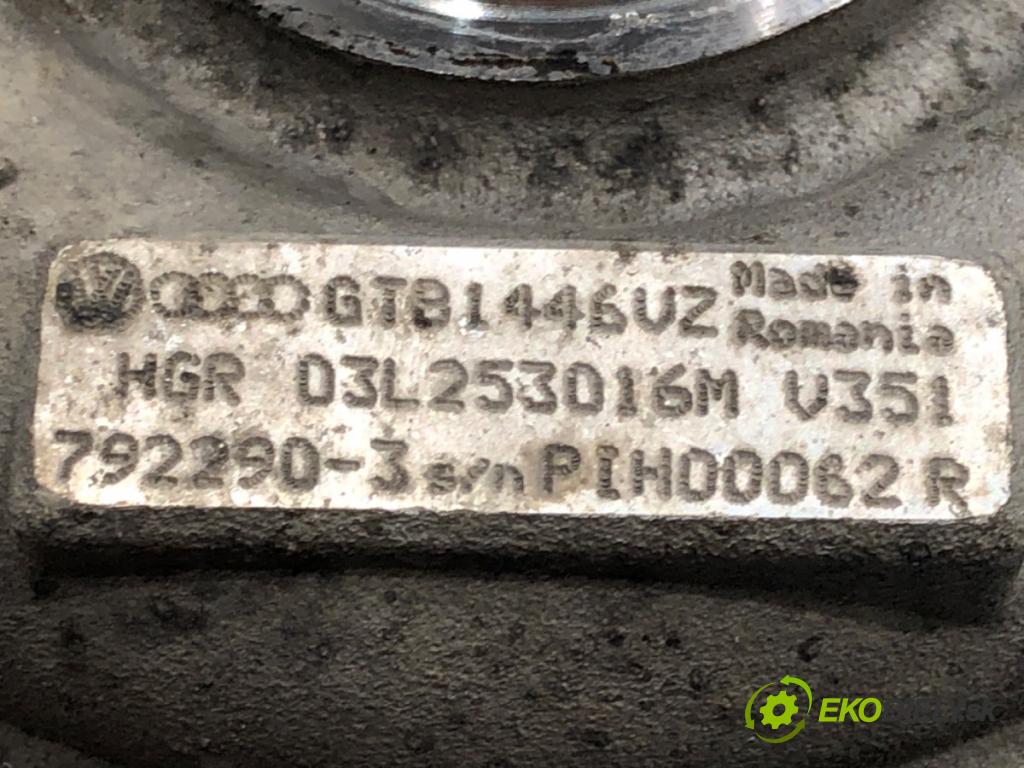 GTB1446VZ Made in Romania
HGR 03L253016M V351
792290-3 s/n PIH00062 R
EKO